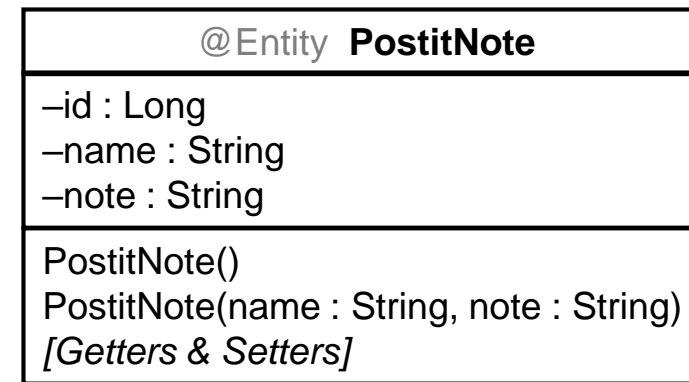 @Entity PostitNote
–id : Long
–name : String
–note : String
PostitNote()
PostitNote(name : String, note : String)
[Getters & Setters]